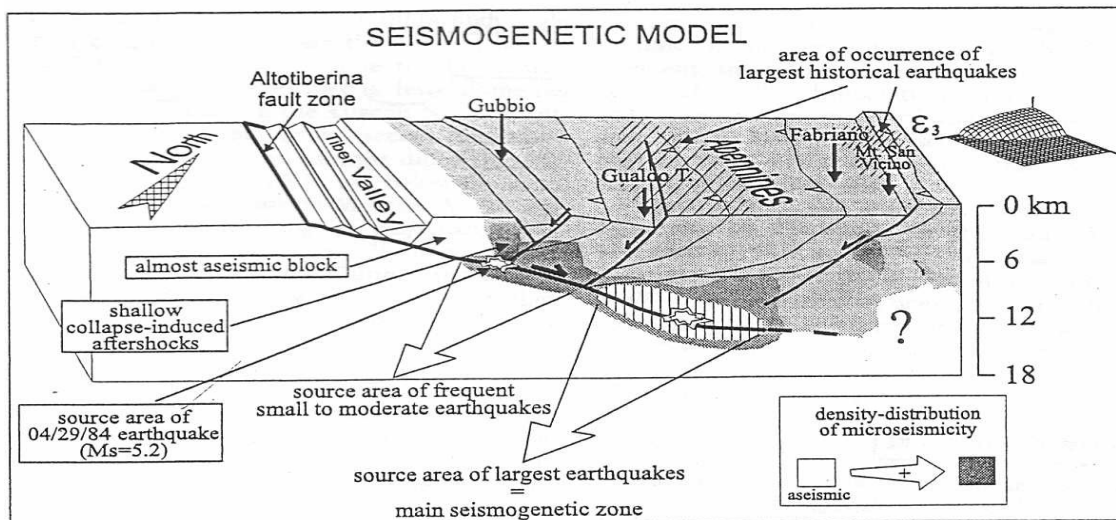 SEISMOGENETIC MODEL
Altotiberina
fault zone
area of occurrence of
largest historical earthquakes
North
Tiber Valley
Gubbio
Gualdo T.
Apennines
Fabriano
Mt. San
Vicino
ε3
0 km
6
12
18
?
almost aseismic block
shallow
collapse-induced
aftershocks
source area of
04/29/84 earthquake
(Ms=5.2)
source area of frequent
small to moderate earthquakes
source area of largest earthquakes
=
main seismogenetic zone
density-distribution
of microseismicity
+
aseismic